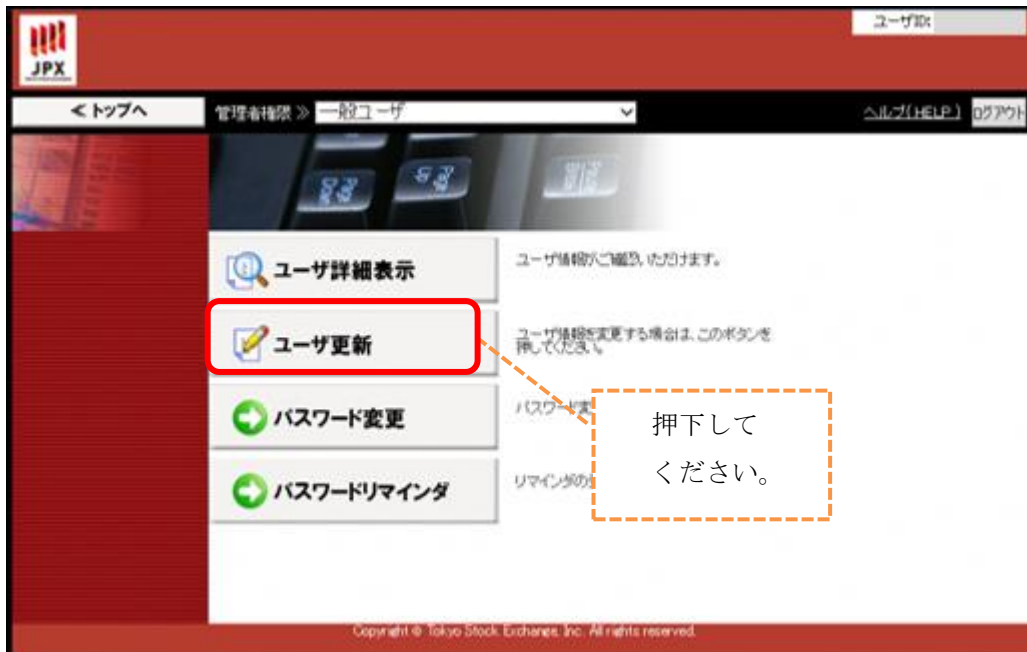 ユーザID:
JPX
≪ トップへ
管理者権限 ≫ 一般ユーザ
ヘルプ(HELP)
ログアウト
Page Down
Page Up
ユーザ詳細表示
ユーザ情報がご確認いただけます。
ユーザ更新
ユーザ情報を変更する場合は、このボタンを
押してください。
パスワード変更
パスワード変
パスワードリマインダ
リマインダの
押下して
ください。
Copyright © Tokyo Stock Exchange, Inc. All rights reserved.